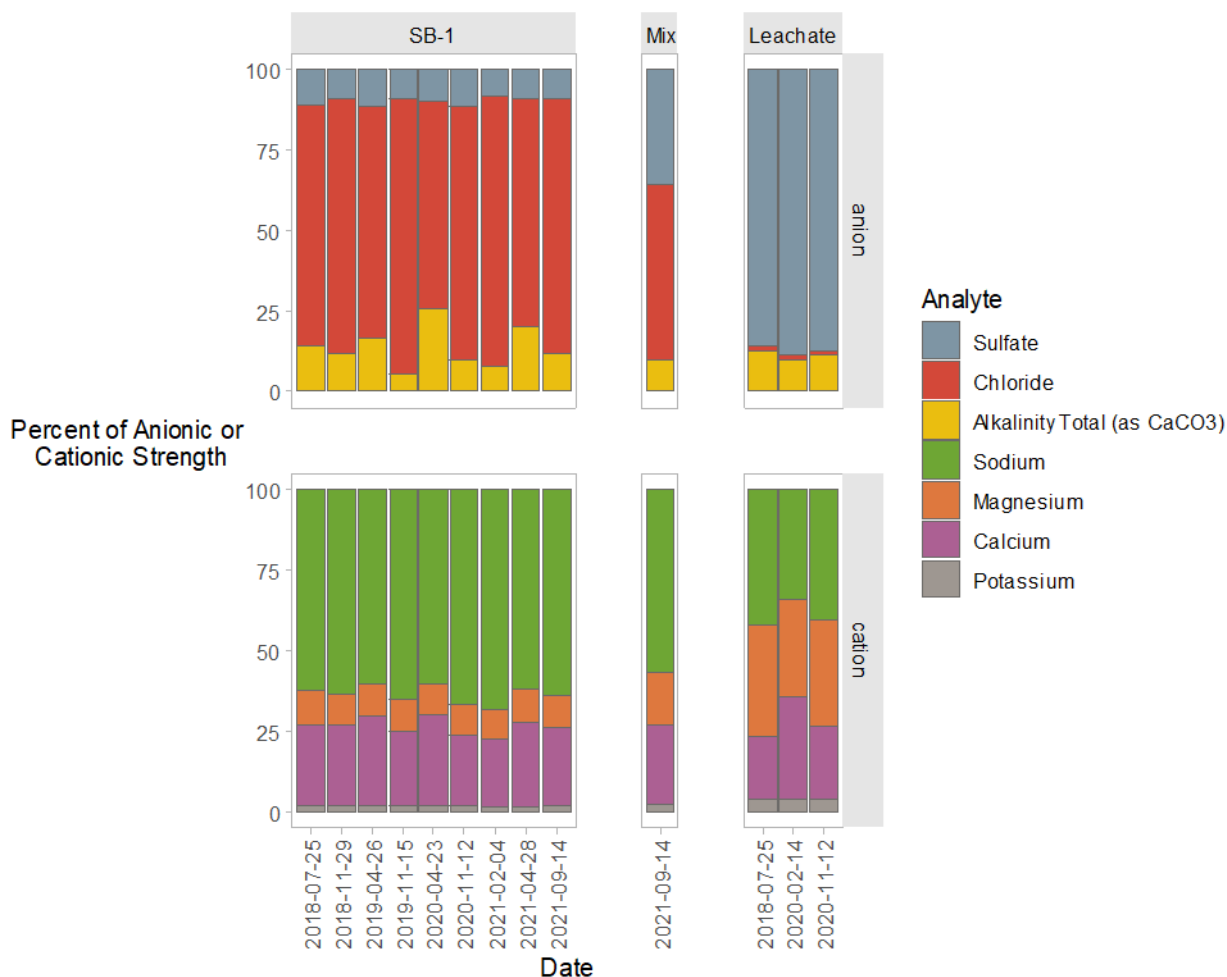 SB-1
Mix
Leachate
100
75
50
25
0
anion
Percent of Anionic or
Cationic Strength
100
75
50
25
0
cation
2018-07-25
2018-11-29
2019-04-26
2019-11-15
2020-04-23
2020-11-12
2021-02-04
2021-04-28
2021-09-14
2021-09-14
2018-07-25
2020-02-14
2020-11-12
Date
Analyte
Sulfate
Chloride
Alkalinity Total (as CaCO3)
Sodium
Magnesium
Calcium
Potassium